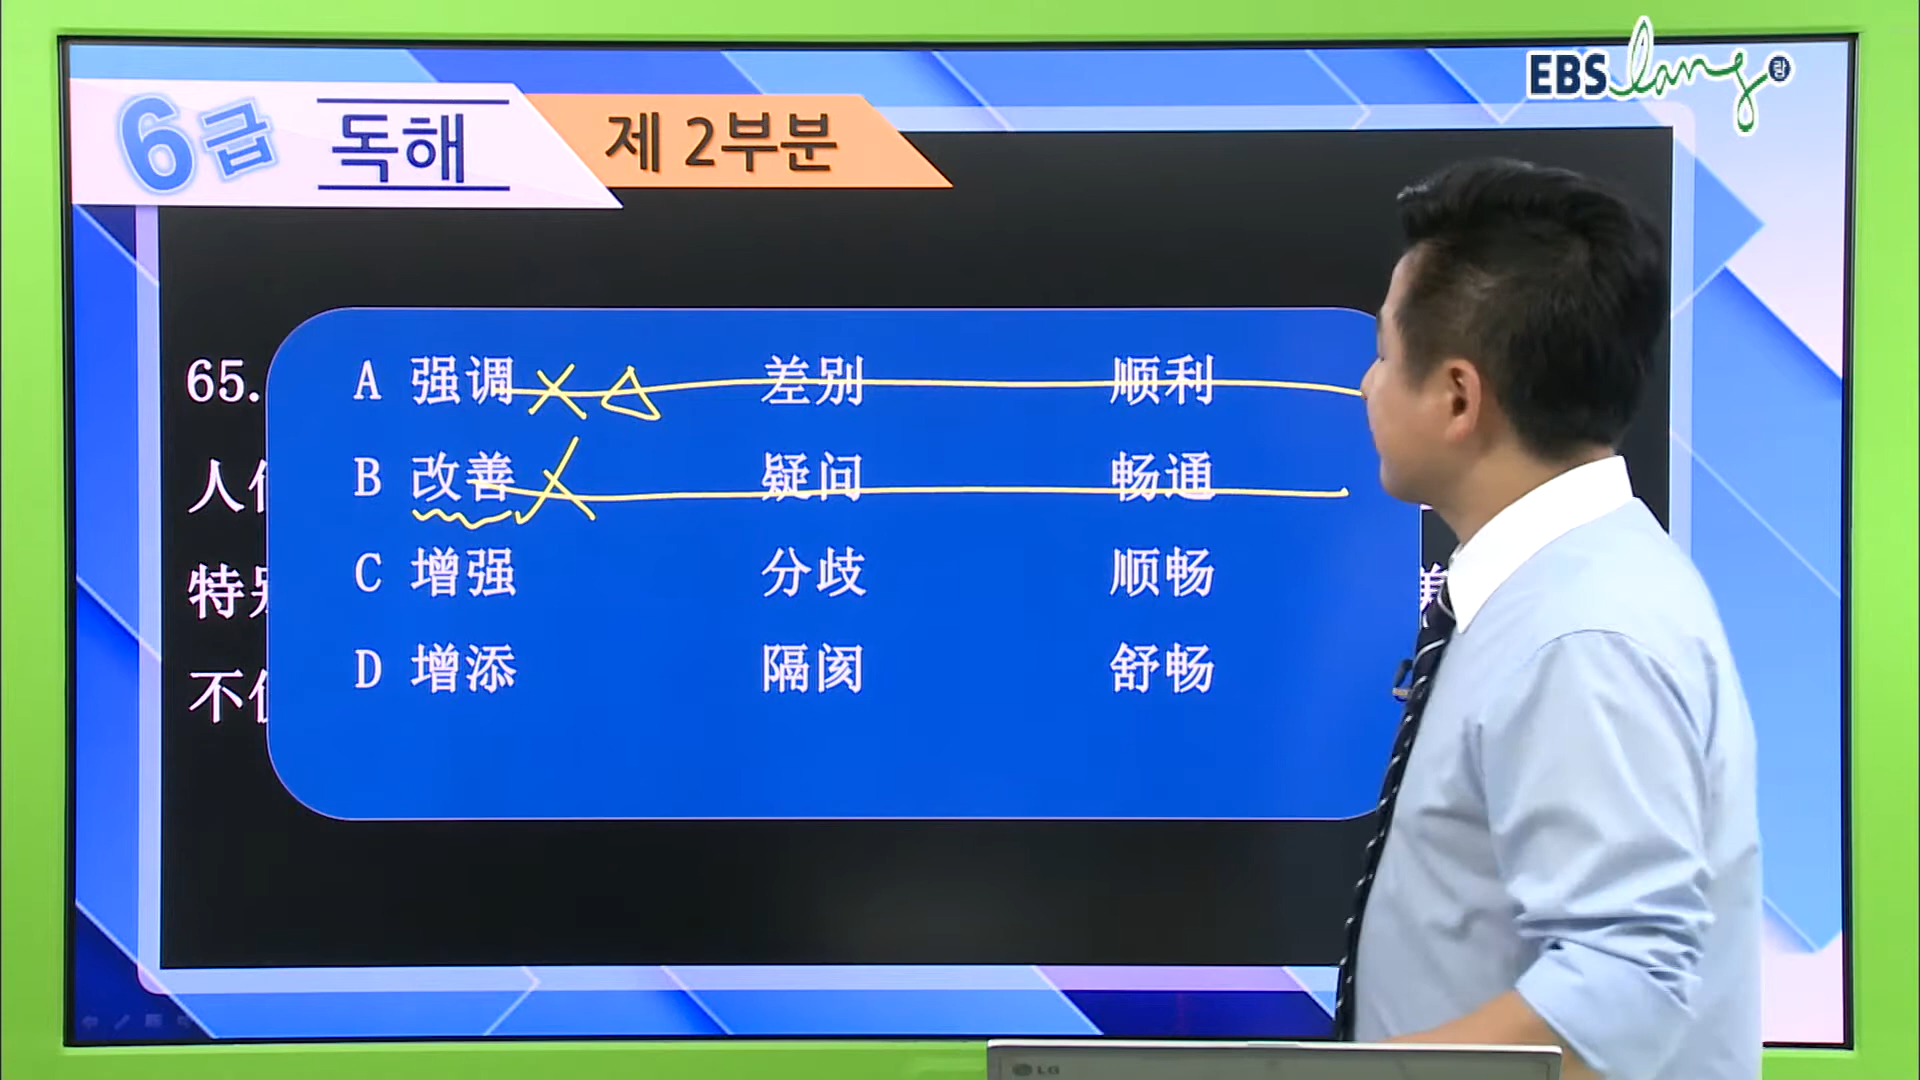 EBS lang 랑
6급 독해 제 2부분
65.
A 强调 差别 顺利
人
B 改善 疑问 畅通
C 增强 分歧 顺畅
特
D 增添 隔阂 舒畅
不
LG